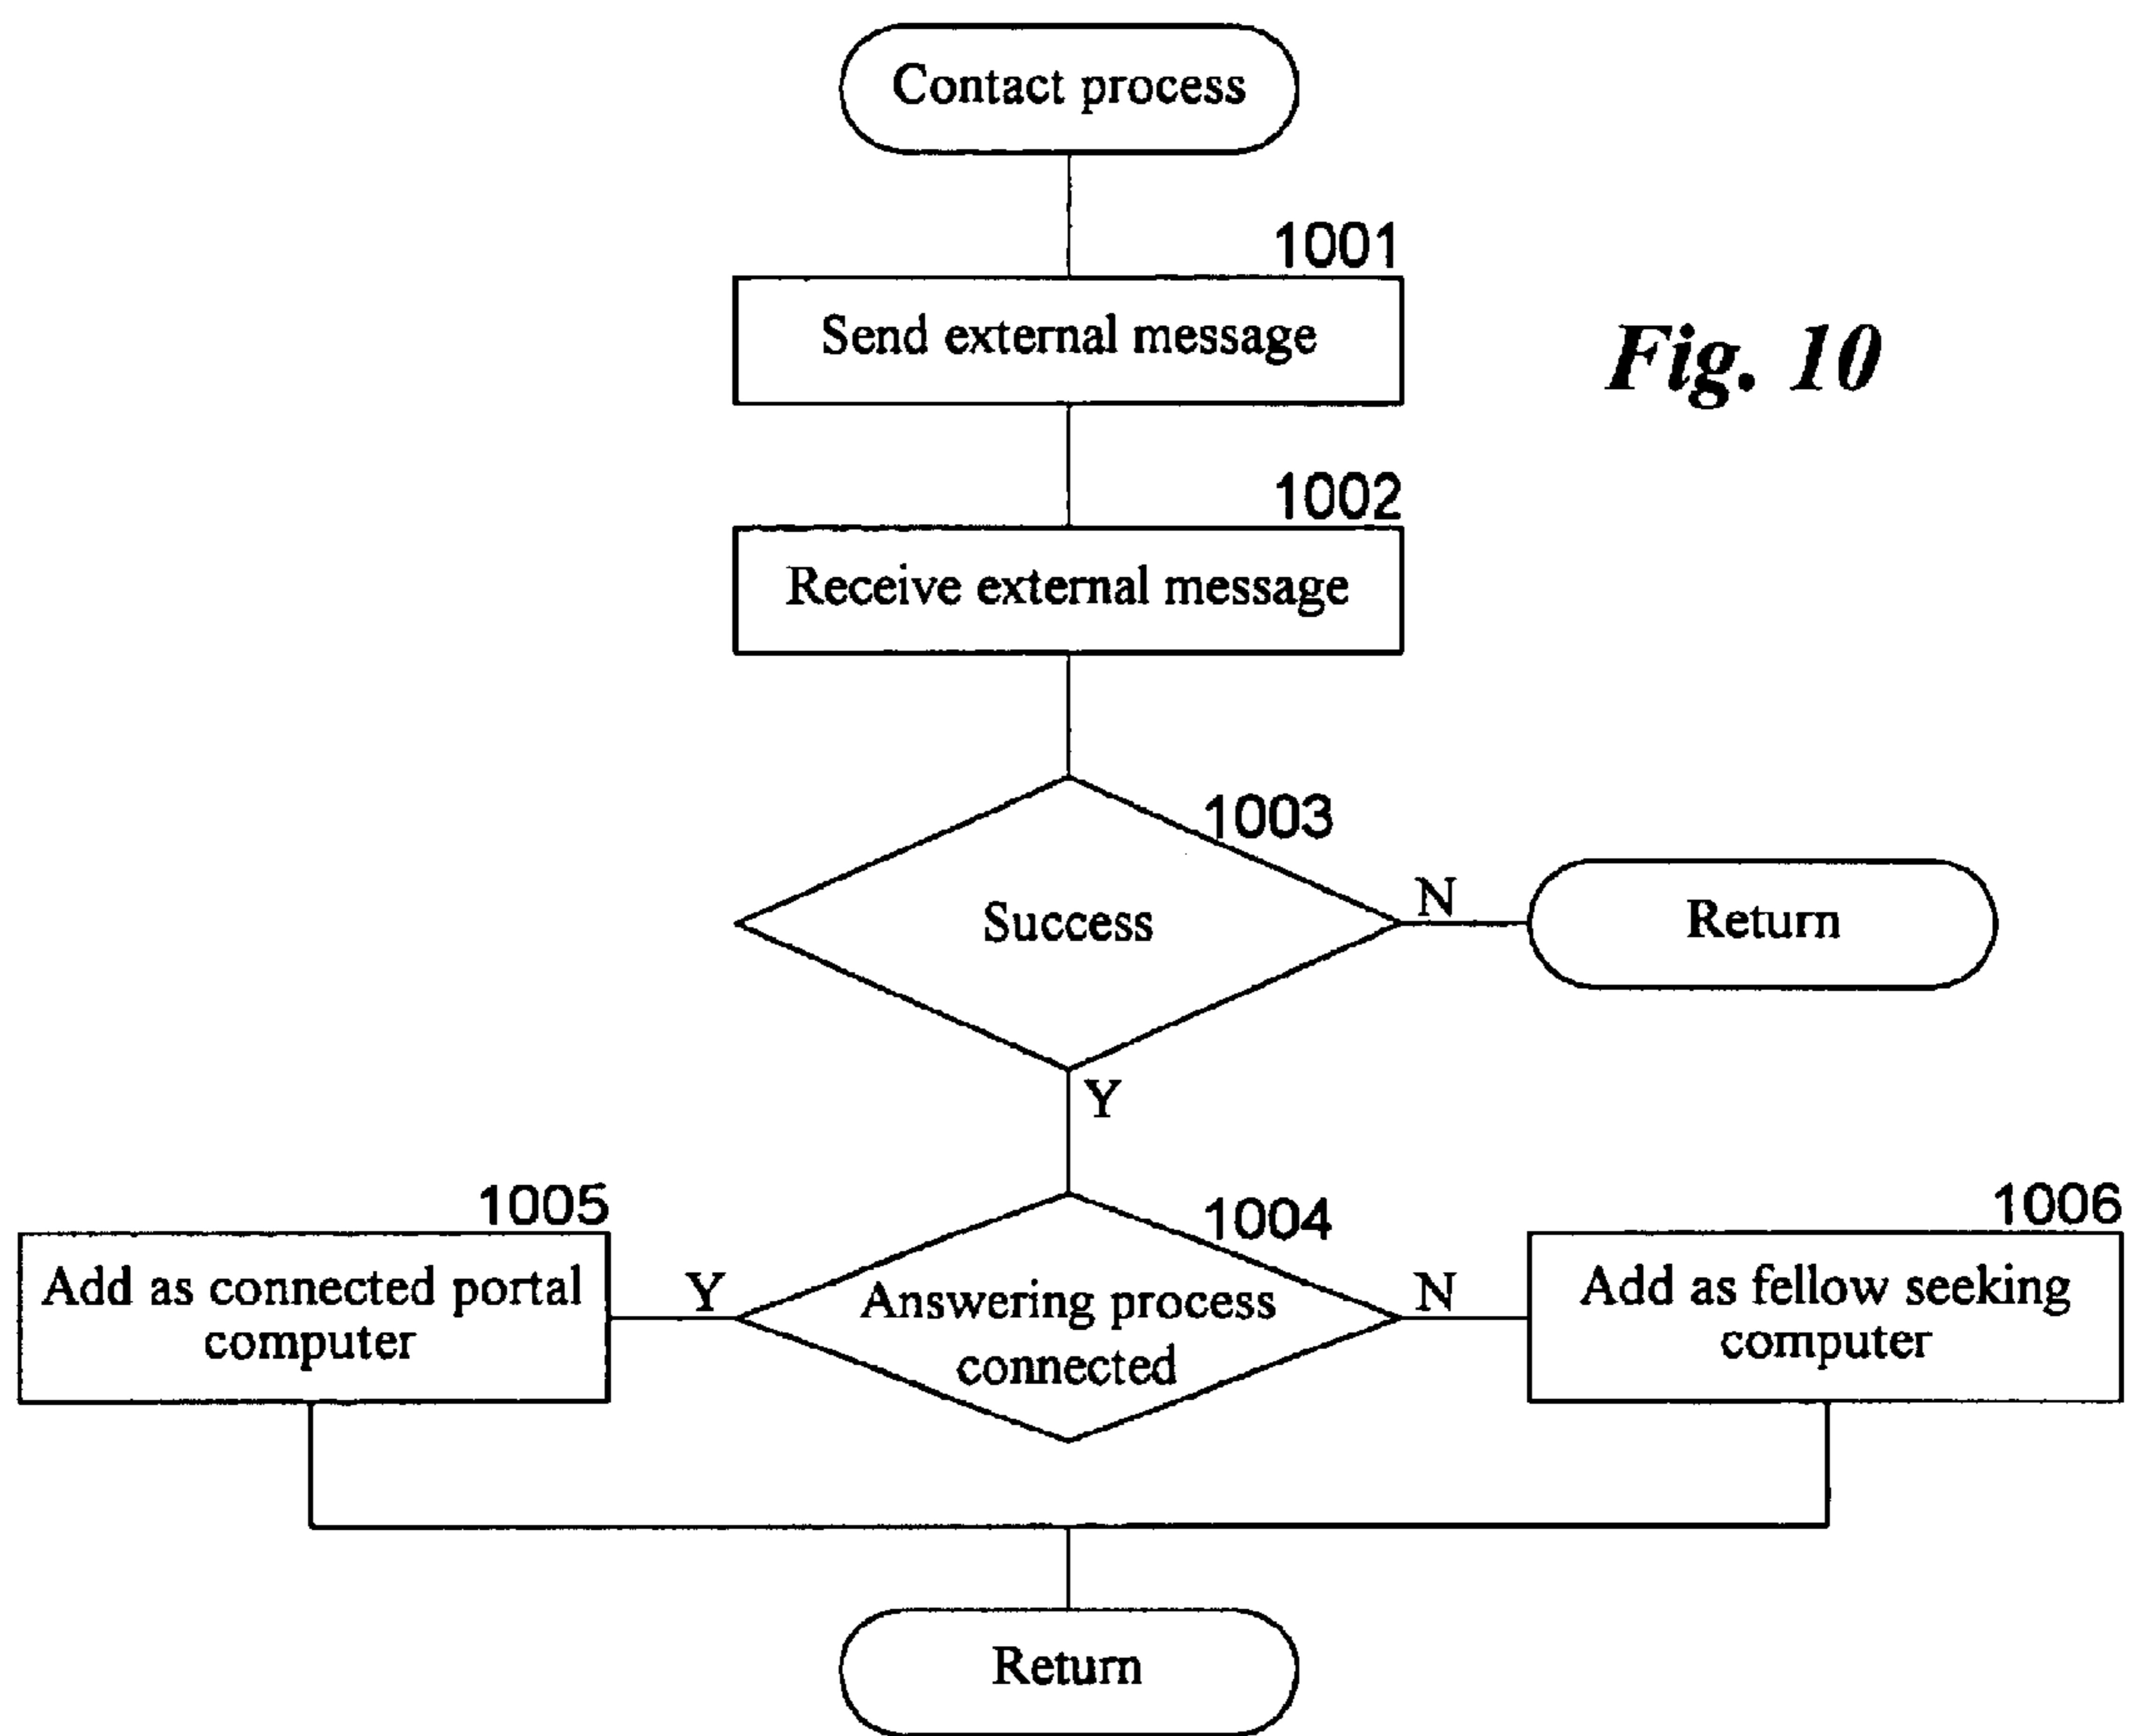 Contact process
1001
Send external message
Fig. 10
1002
Receive external message
1003
Success
N
Return
Y
1005
Add as connected portal
computer
Y
1004
Answering process
connected
N
1006
Add as fellow seeking
computer
Return